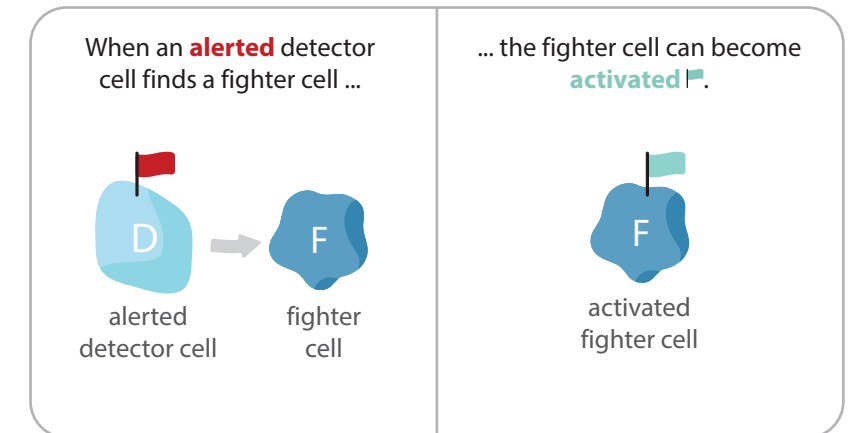 When an alerted detector
cell finds a fighter cell ...
... the fighter cell can become
activated.
D
F
alerted
detector cell
fighter
cell
F
activated
fighter cell